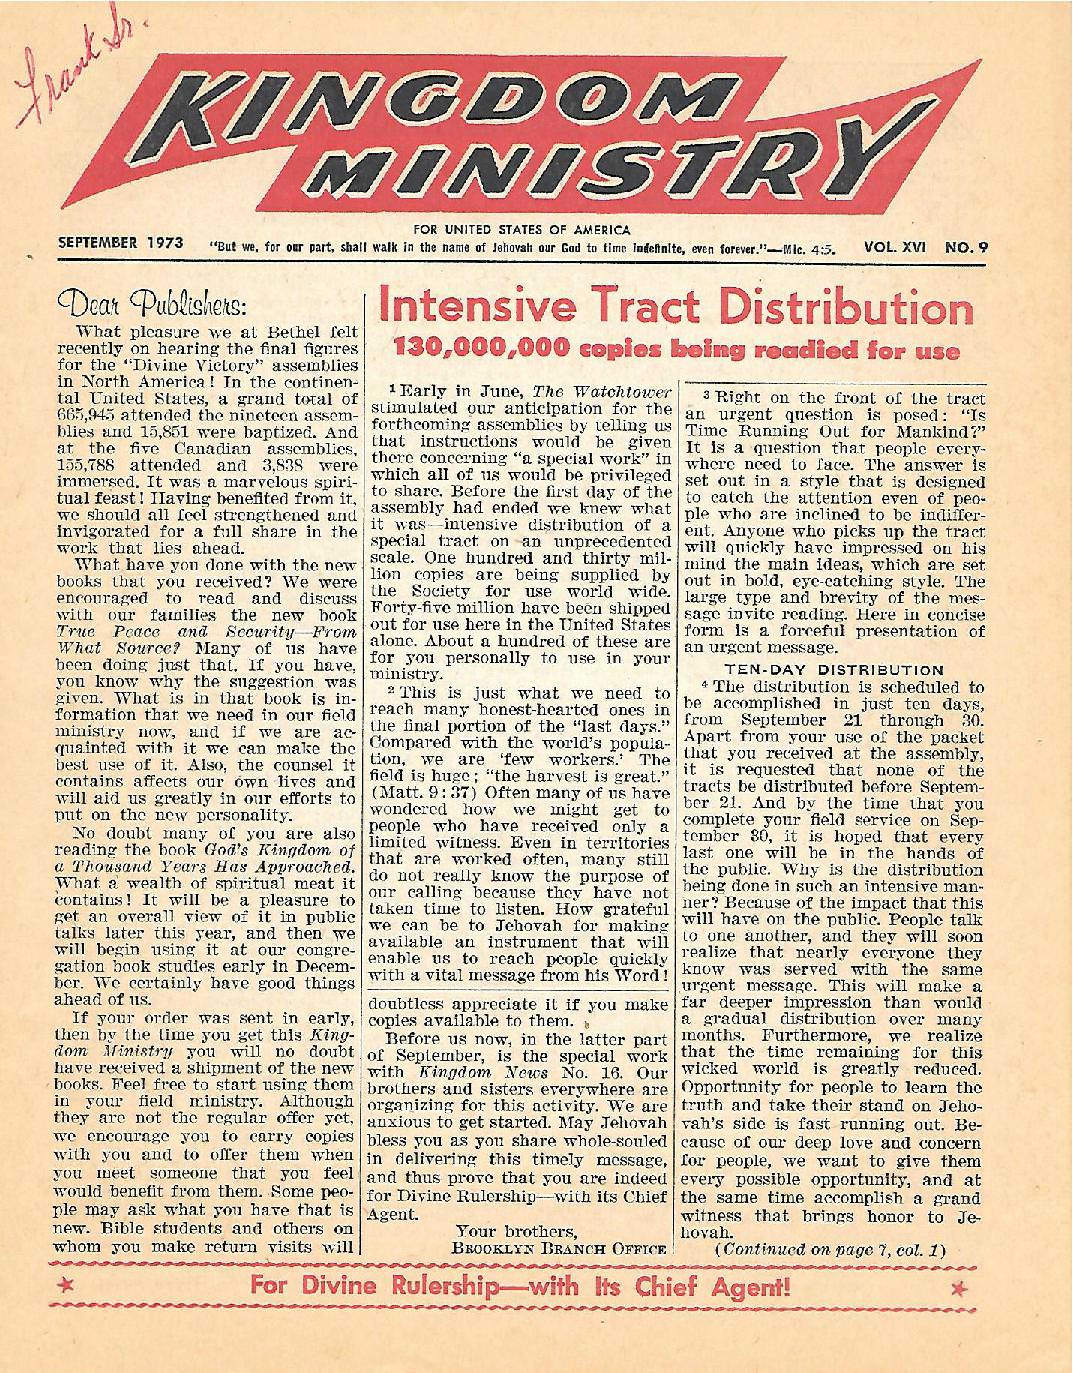 Frank Sr.
KINGDOM
MINISTRY
FOR UNITED STATES OF AMERICA
SEPTEMBER 1973 "But we, for our part, shall walk in the name of Jehovah our God to time indefinite, even forever."—Mic. 4:5. VOL. XVI NO. 9
Dear Publishers:
What pleasure we at Bethel felt
recently on hearing the final figures
for the "Divine Victory" assemblies
in North America! In the continen-
tal United States, a grand total of
665,945 attended the nineteen assem-
blies and 15,851 were baptized. And
at the five Canadian assemblies,
155,788 attended and 3,838 were
immersed. It was a marvelous spiri-
tual feast! Having benefited from it,
we should all feel strengthened and
invigorated for a full share in the
work that lies ahead.
What have you done with the new
books that you received? We were
encouraged to read and discuss
with our families the new book
True Peace and Security—From
What Source? Many of us have
been doing just that. If you have,
you know why the suggestion was
given. What is in that book is in-
formation that we need in our field
ministry now, and if we are ac-
quainted with it we can make the
best use of it. Also, the counsel it
contains affects our own lives and
will aid us greatly in our efforts to
put on the new personality.
No doubt many of you are also
reading the book God's Kingdom of
a Thousand Years Has Approached.
What a wealth of spiritual meat it
contains! It will be a pleasure to
get an overall view of it in public
talks later this year, and then we
will begin using it at our congre-
gation book studies early in Decem-
ber. We certainly have good things
ahead of us.
If your order was sent in early,
then by the time you get this King-
dom Ministry you will no doubt
have received a shipment of the new
books. Feel free to start using them
in your field ministry. Although
they are not the regular offer yet,
we encourage you to carry copies
with you and to offer them when
you meet someone that you feel
would benefit from them. Some peo-
ple may ask what you have that is
new. Bible students and others on
whom you make return visits will
doubtless appreciate it if you make
copies available to them.
Before us now, in the latter part
of September, is the special work
with Kingdom News No. 16. Our
brothers and sisters everywhere are
organizing for this activity. We are
anxious to get started. May Jehovah
bless you as you share whole-souled
in delivering this timely message,
and thus prove that you are indeed
for Divine Rulership—with its Chief
Agent.
Your brothers,
BROOKLYN BRANCH OFFICE
Intensive Tract Distribution
130,000,000 copies being readied for use
1 Early in June, The Watchtower
stimulated our anticipation for the
forthcoming assemblies by telling us
that instructions would be given
there concerning "a special work" in
which all of us would be privileged
to share. Before the first day of the
assembly had ended we knew what
it was—intensive distribution of a
special tract on an unprecedented
scale. One hundred and thirty mil-
lion copies are being supplied by
the Society for use world wide.
Forty-five million have been shipped
out for use here in the United States
alone. About a hundred of these are
for you personally to use in your
ministry.
2 This is just what we need to
reach many honest-hearted ones in
the final portion of the "last days."
Compared with the world's popula-
tion, we are 'few workers.' The
field is huge; "the harvest is great."
(Matt. 9:37) Often many of us have
wondered how we might get to
people who have received only a
limited witness. Even in territories
that are worked often, many still
do not really know the purpose of
our calling because they have not
taken time to listen. How grateful
we can be to Jehovah for making
available an instrument that will
enable us to reach people quickly
with a vital message from his Word!
3 Right on the front of the tract
an urgent question is posed: "Is
Time Running Out for Mankind?"
It is a question that people every-
where need to face. The answer is
set out in a style that is designed
to catch the attention even of peo-
ple who are inclined to be indiffer-
ent. Anyone who picks up the tract
will quickly have impressed on his
mind the main ideas, which are set
out in bold, eye-catching style. The
large type and brevity of the mes-
sage invite reading. Here in concise
form is a forceful presentation of
an urgent message.
TEN-DAY DISTRIBUTION
4 The distribution is scheduled to
be accomplished in just ten days,
from September 21 through 30.
Apart from your use of the packet
that you received at the assembly,
it is requested that none of the
tracts be distributed before Septem-
ber 21. And by the time that you
complete your field service on Sep-
tember 30, it is hoped that every
last one will be in the hands of
the public. Why is the distribution
being done in such an intensive man-
ner? Because of the impact that this
will have on the public. People talk
to one another, and they will soon
realize that nearly everyone they
know was served with the same
urgent message. This will make a
far deeper impression than would
a gradual distribution over many
months. Furthermore, we realize
that the time remaining for this
wicked world is greatly reduced.
Opportunity for people to learn the
truth and take their stand on Jeho-
vah's side is fast running out. Be-
cause of our deep love and concern
for people, we want to give them
every possible opportunity, and at
the same time accomplish a grand
witness that brings honor to Je-
hovah.
(Continued on page 7, col. 1)
For Divine Rulership—with Its Chief Agent!